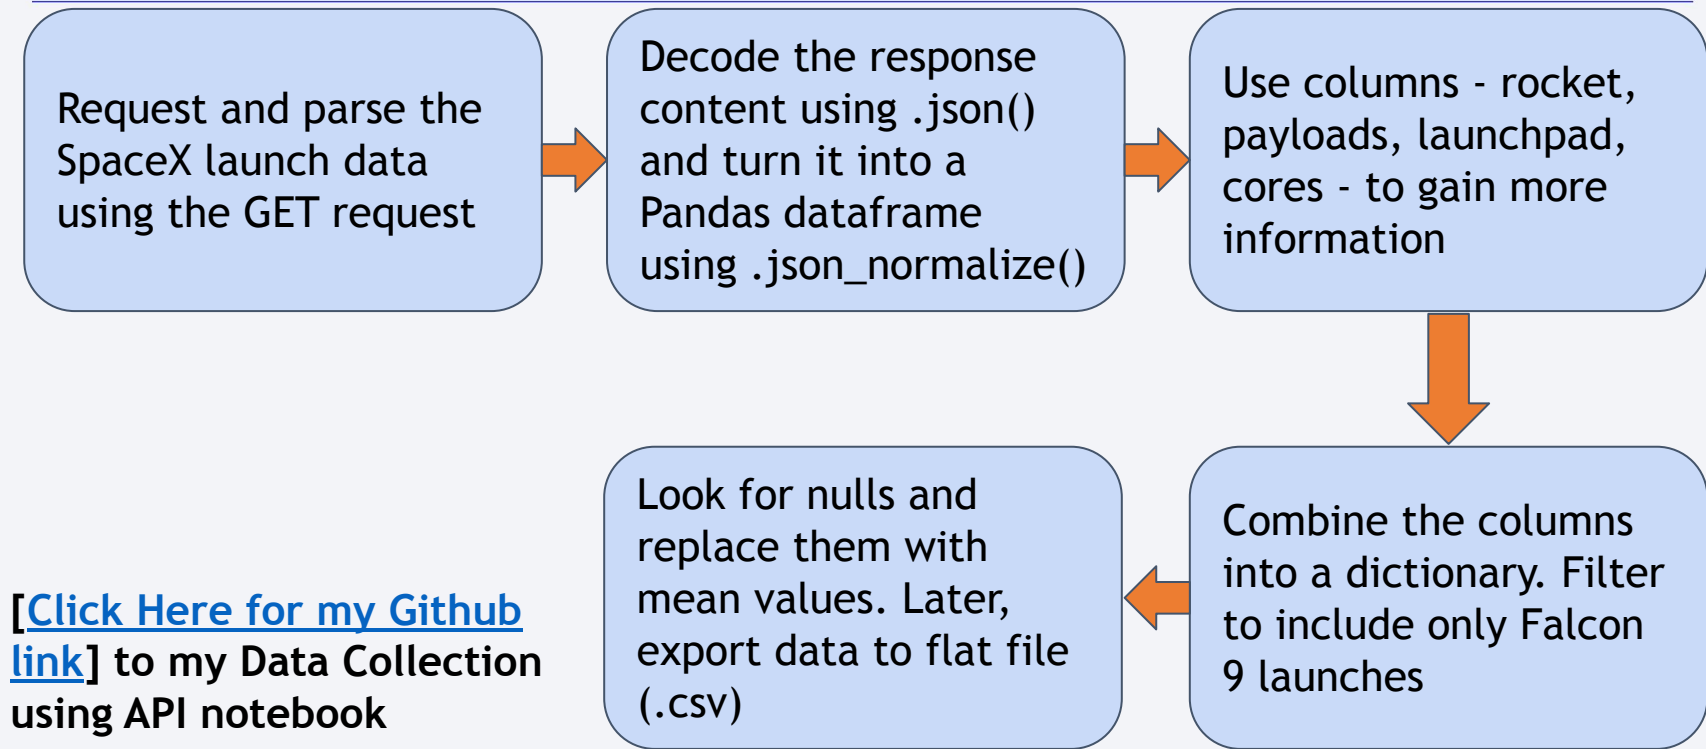 Request and parse the
SpaceX launch data
using the GET request
Decode the response
content using .json()
and turn it into a
Pandas dataframe
using .json_normalize()
Use columns - rocket,
payloads, launchpad,
cores - to gain more
information
Combine the columns
into a dictionary. Filter
to include only Falcon
9 launches
Look for nulls and
replace them with
mean values. Later,
export data to flat file
(.csv)
[Click Here for my Github
link] to my Data Collection
using API notebook